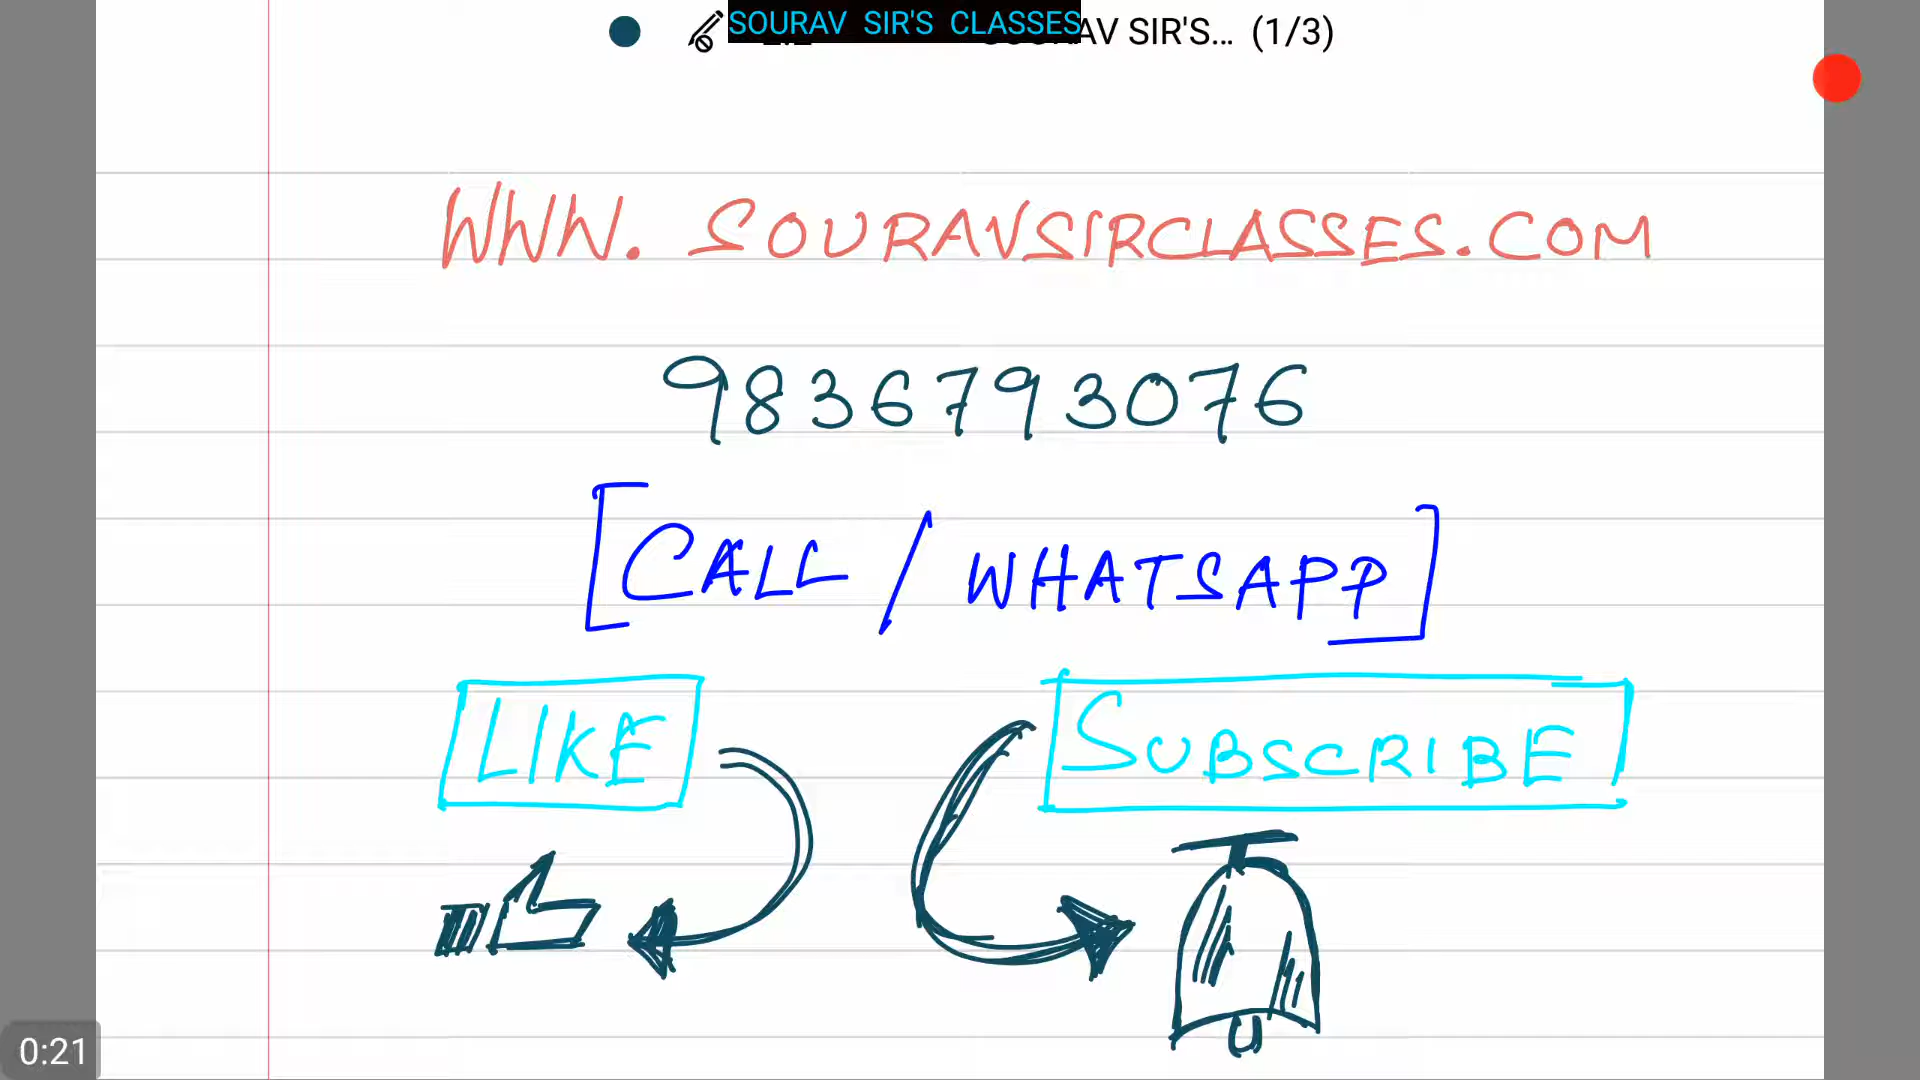 SOURAV SIR'S CLASSES
AV SIR'S... (1/3)
WWW. SOURAVSIRCLASSES.COM
9836793076
[CALL / WHATSAPP]
LIKE
SUBSCRIBE
0:21